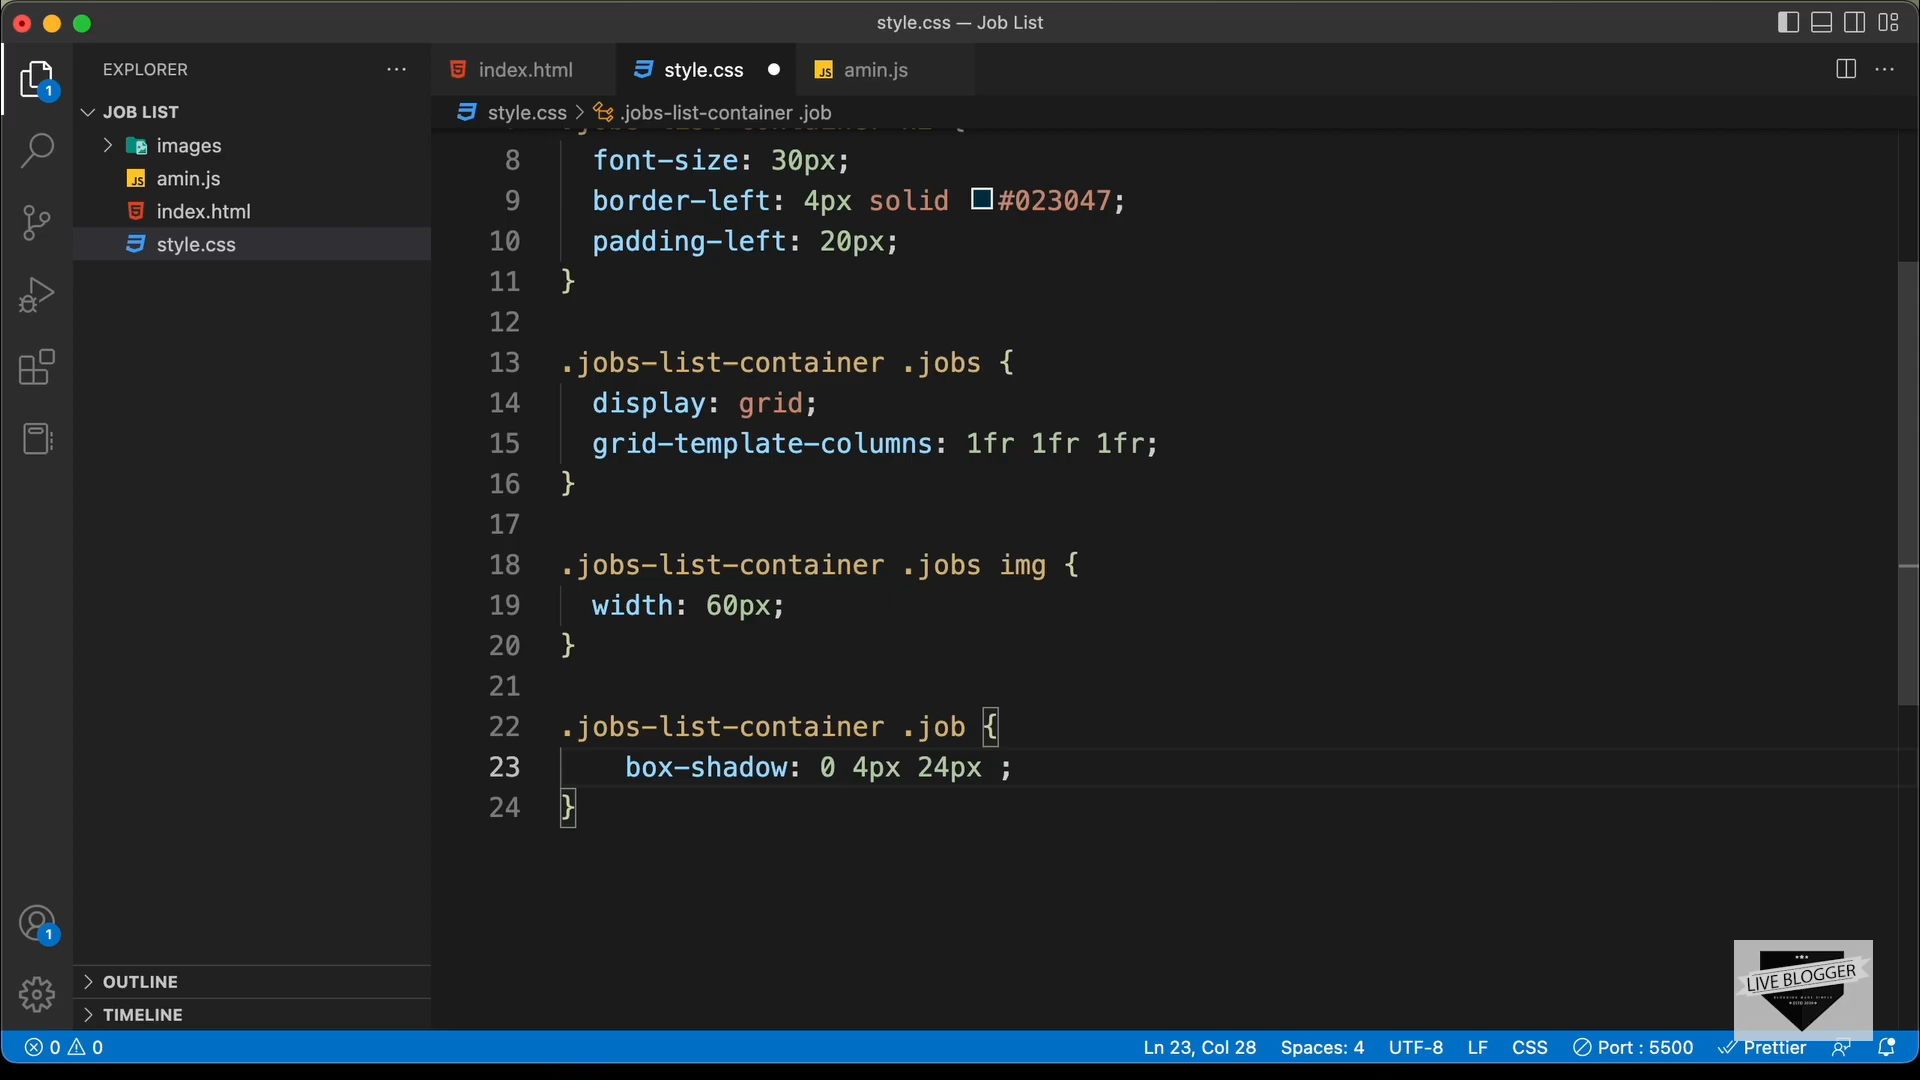 style.css — Job List
EXPLORER
JOB LIST
images
amin.js
index.html
style.css
index.html
style.css
amin.js
style.css > .jobs-list-container .job
8 font-size: 30px;
9 border-left: 4px solid #023047;
10 padding-left: 20px;
11 }
12
13 .jobs-list-container .jobs {
14 display: grid;
15 grid-template-columns: 1fr 1fr 1fr;
16 }
17
18 .jobs-list-container .jobs img {
19 width: 60px;
20 }
21
22 .jobs-list-container .job {
23 box-shadow: 0 4px 24px ;
24 }
1
1
OUTLINE
TIMELINE
LIVE BLOGGER
0 0
Ln 23, Col 28
Spaces: 4
UTF-8
LF
CSS
Port : 5500
Prettier